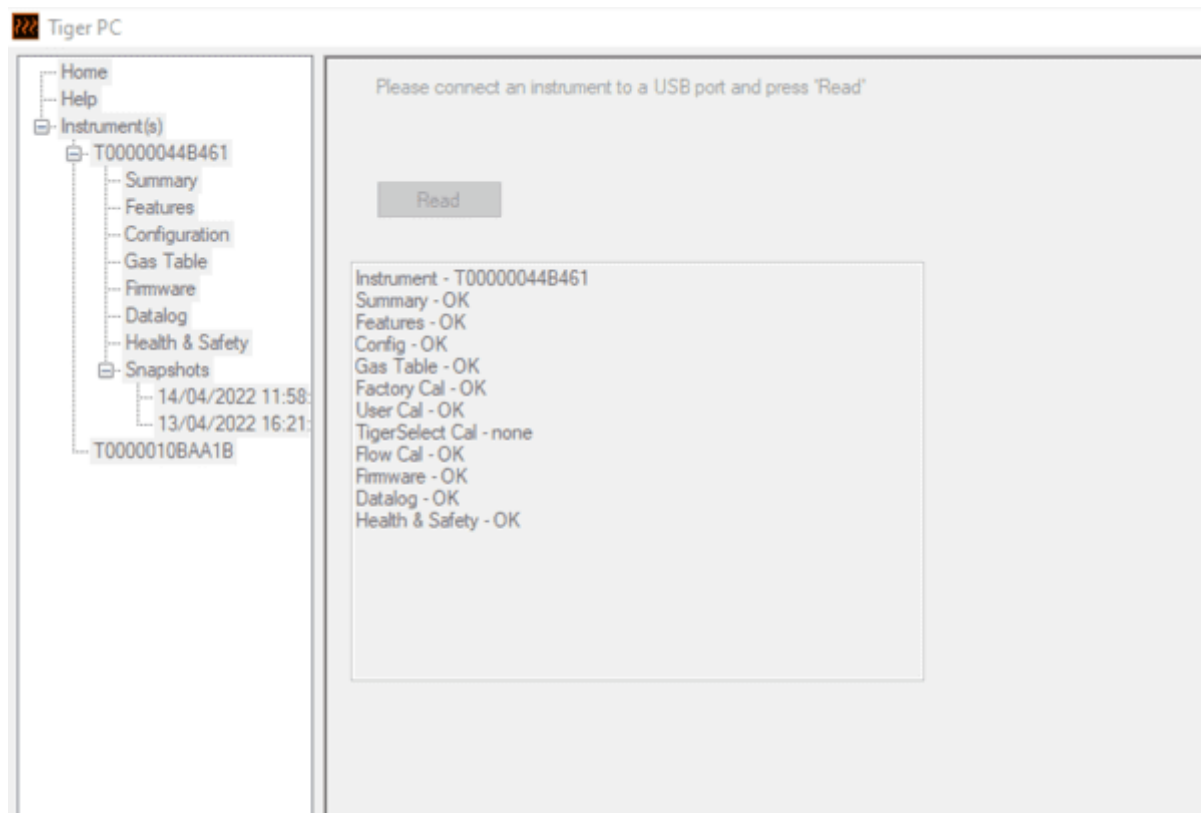 Tiger PC
Home
Help
Instrument(s)
T00000044B461
Summary
Features
Configuration
Gas Table
Firmware
Datalog
Health & Safety
Snapshots
14/04/2022 11:58:
13/04/2022 16:21:
T0000010BAA1B
Please connect an instrument to a USB port and press 'Read'
Read
Instrument - T00000044B461
Summary - OK
Features - OK
Config - OK
Gas Table - OK
Factory Cal - OK
User Cal - OK
TigerSelect Cal - none
Flow Cal - OK
Firmware - OK
Datalog - OK
Health & Safety - OK